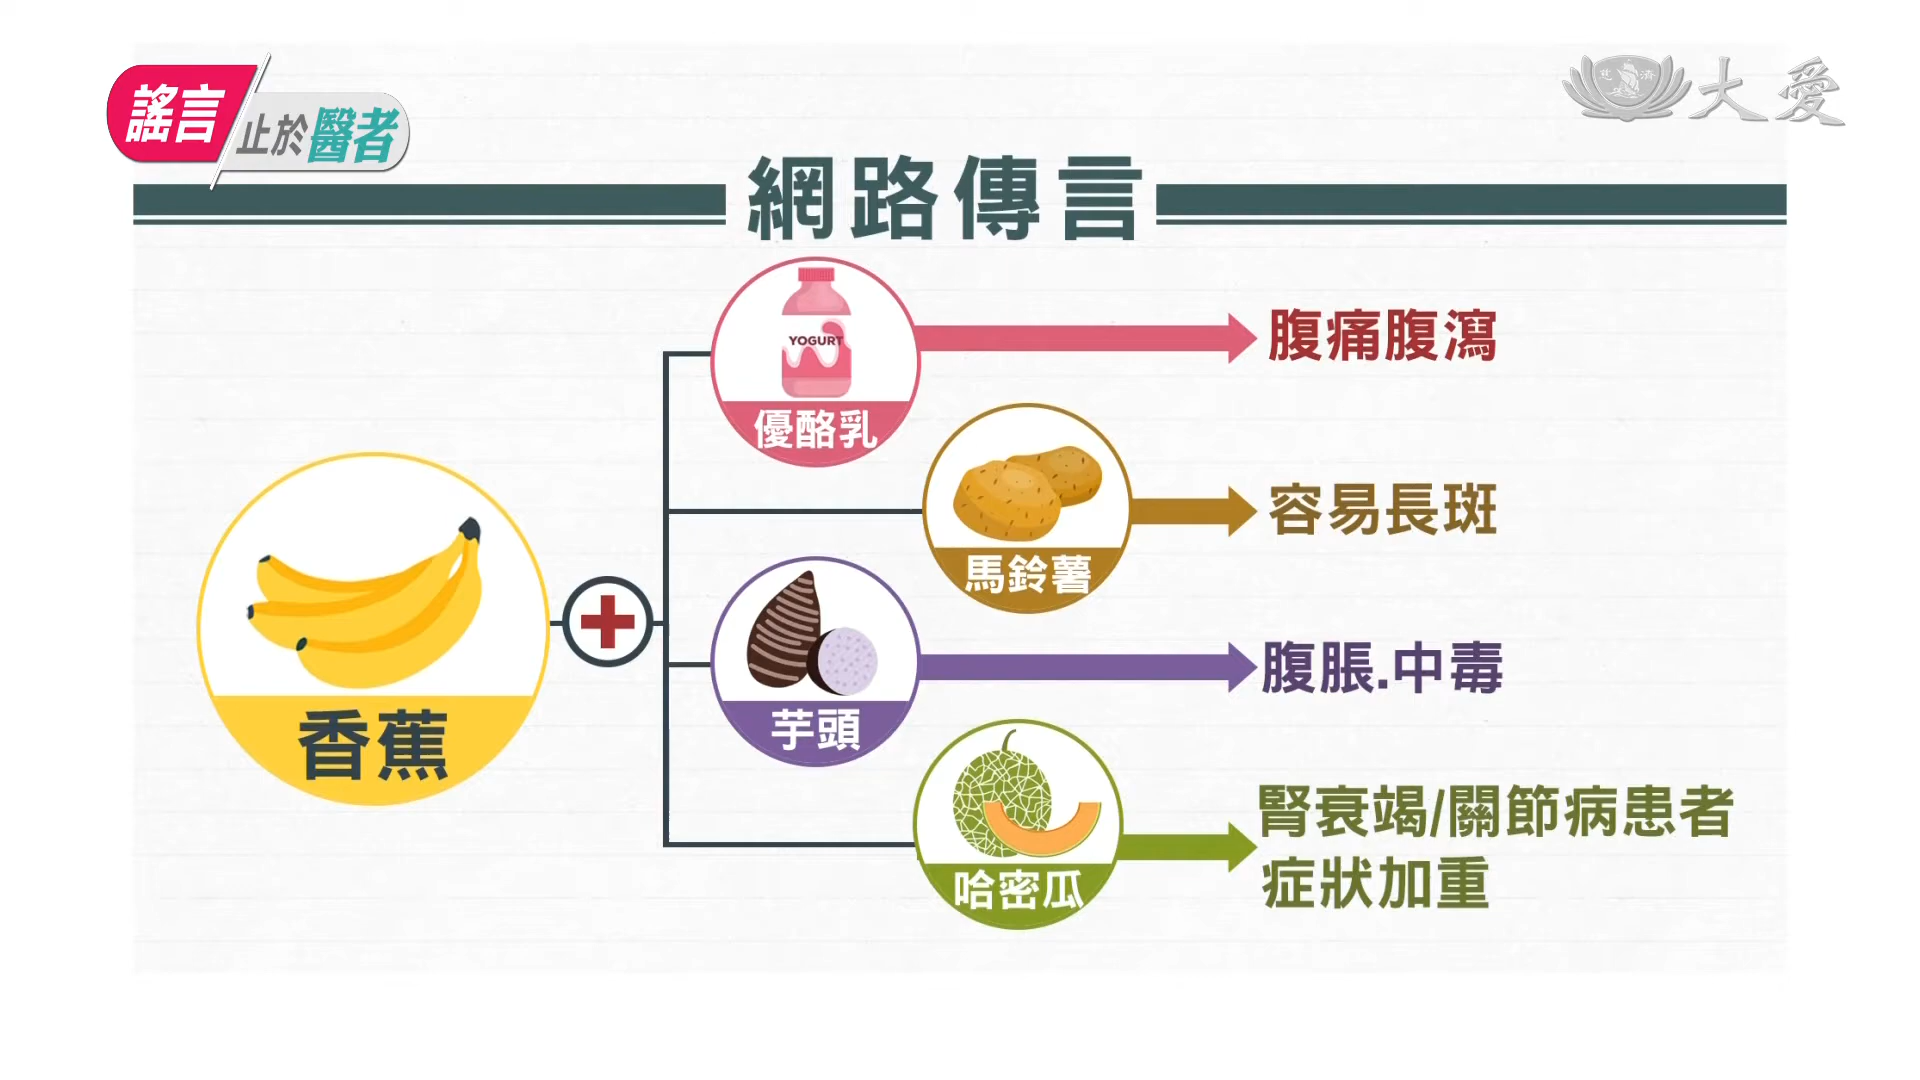 謠言
止於醫者
慈濟
大愛
網路傳言
YOGURT
優酪乳
腹痛腹瀉
馬鈴薯
容易長斑
香蕉
芋頭
腹脹.中毒
哈密瓜
腎衰竭/關節病患者
症狀加重